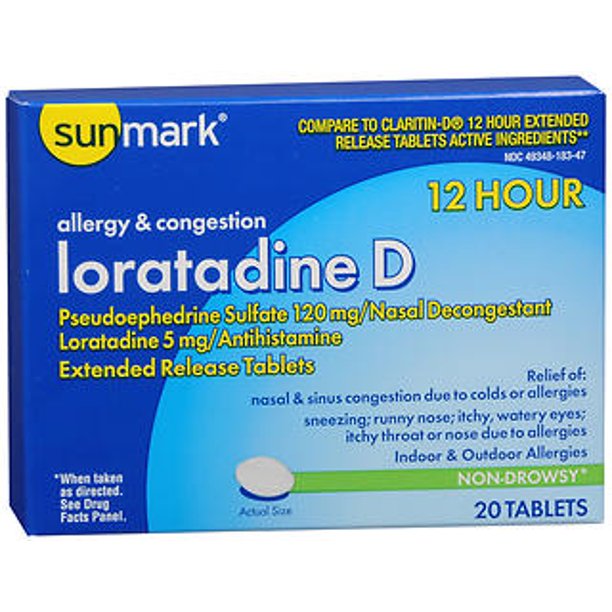 sunmark®
COMPARE TO CLARITIN-D® 12 HOUR EXTENDED
RELEASE TABLETS ACTIVE INGREDIENTS**
NDC 49348-183-47
12 HOUR
allergy & congestion
loratadine D
Pseudoephedrine Sulfate 120 mg/Nasal Decongestant
Loratadine 5 mg/Antihistamine
Extended Release Tablets
Relief of:
nasal & sinus congestion due to colds or allergies
sneezing; runny nose; itchy, watery eyes;
itchy throat or nose due to allergies
Indoor & Outdoor Allergies
NON-DROWSY*
*When taken
as directed.
See Drug
Facts Panel.
Actual Size
20 TABLETS